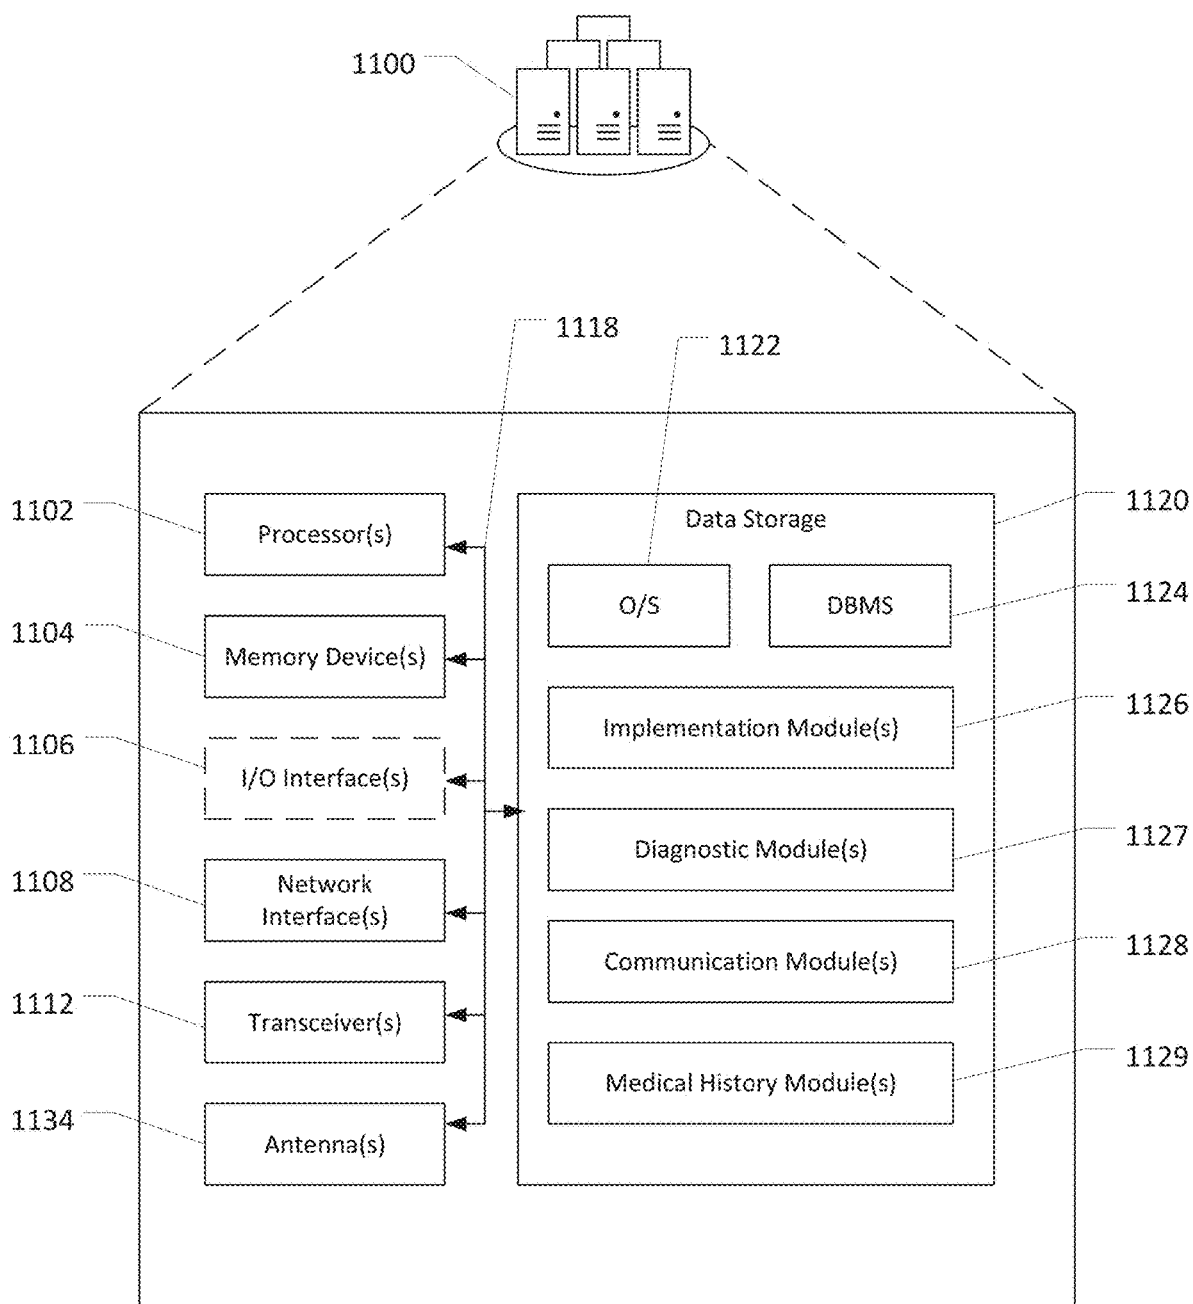 1100
1118
1122
1102
Processor(s)
1104
Memory Device(s)
1106
I/O Interface(s)
1108
Network
Interface(s)
1112
Transceiver(s)
1134
Antenna(s)
Data Storage
1120
O/S
DBMS
1124
Implementation Module(s)
1126
Diagnostic Module(s)
1127
Communication Module(s)
1128
Medical History Module(s)
1129